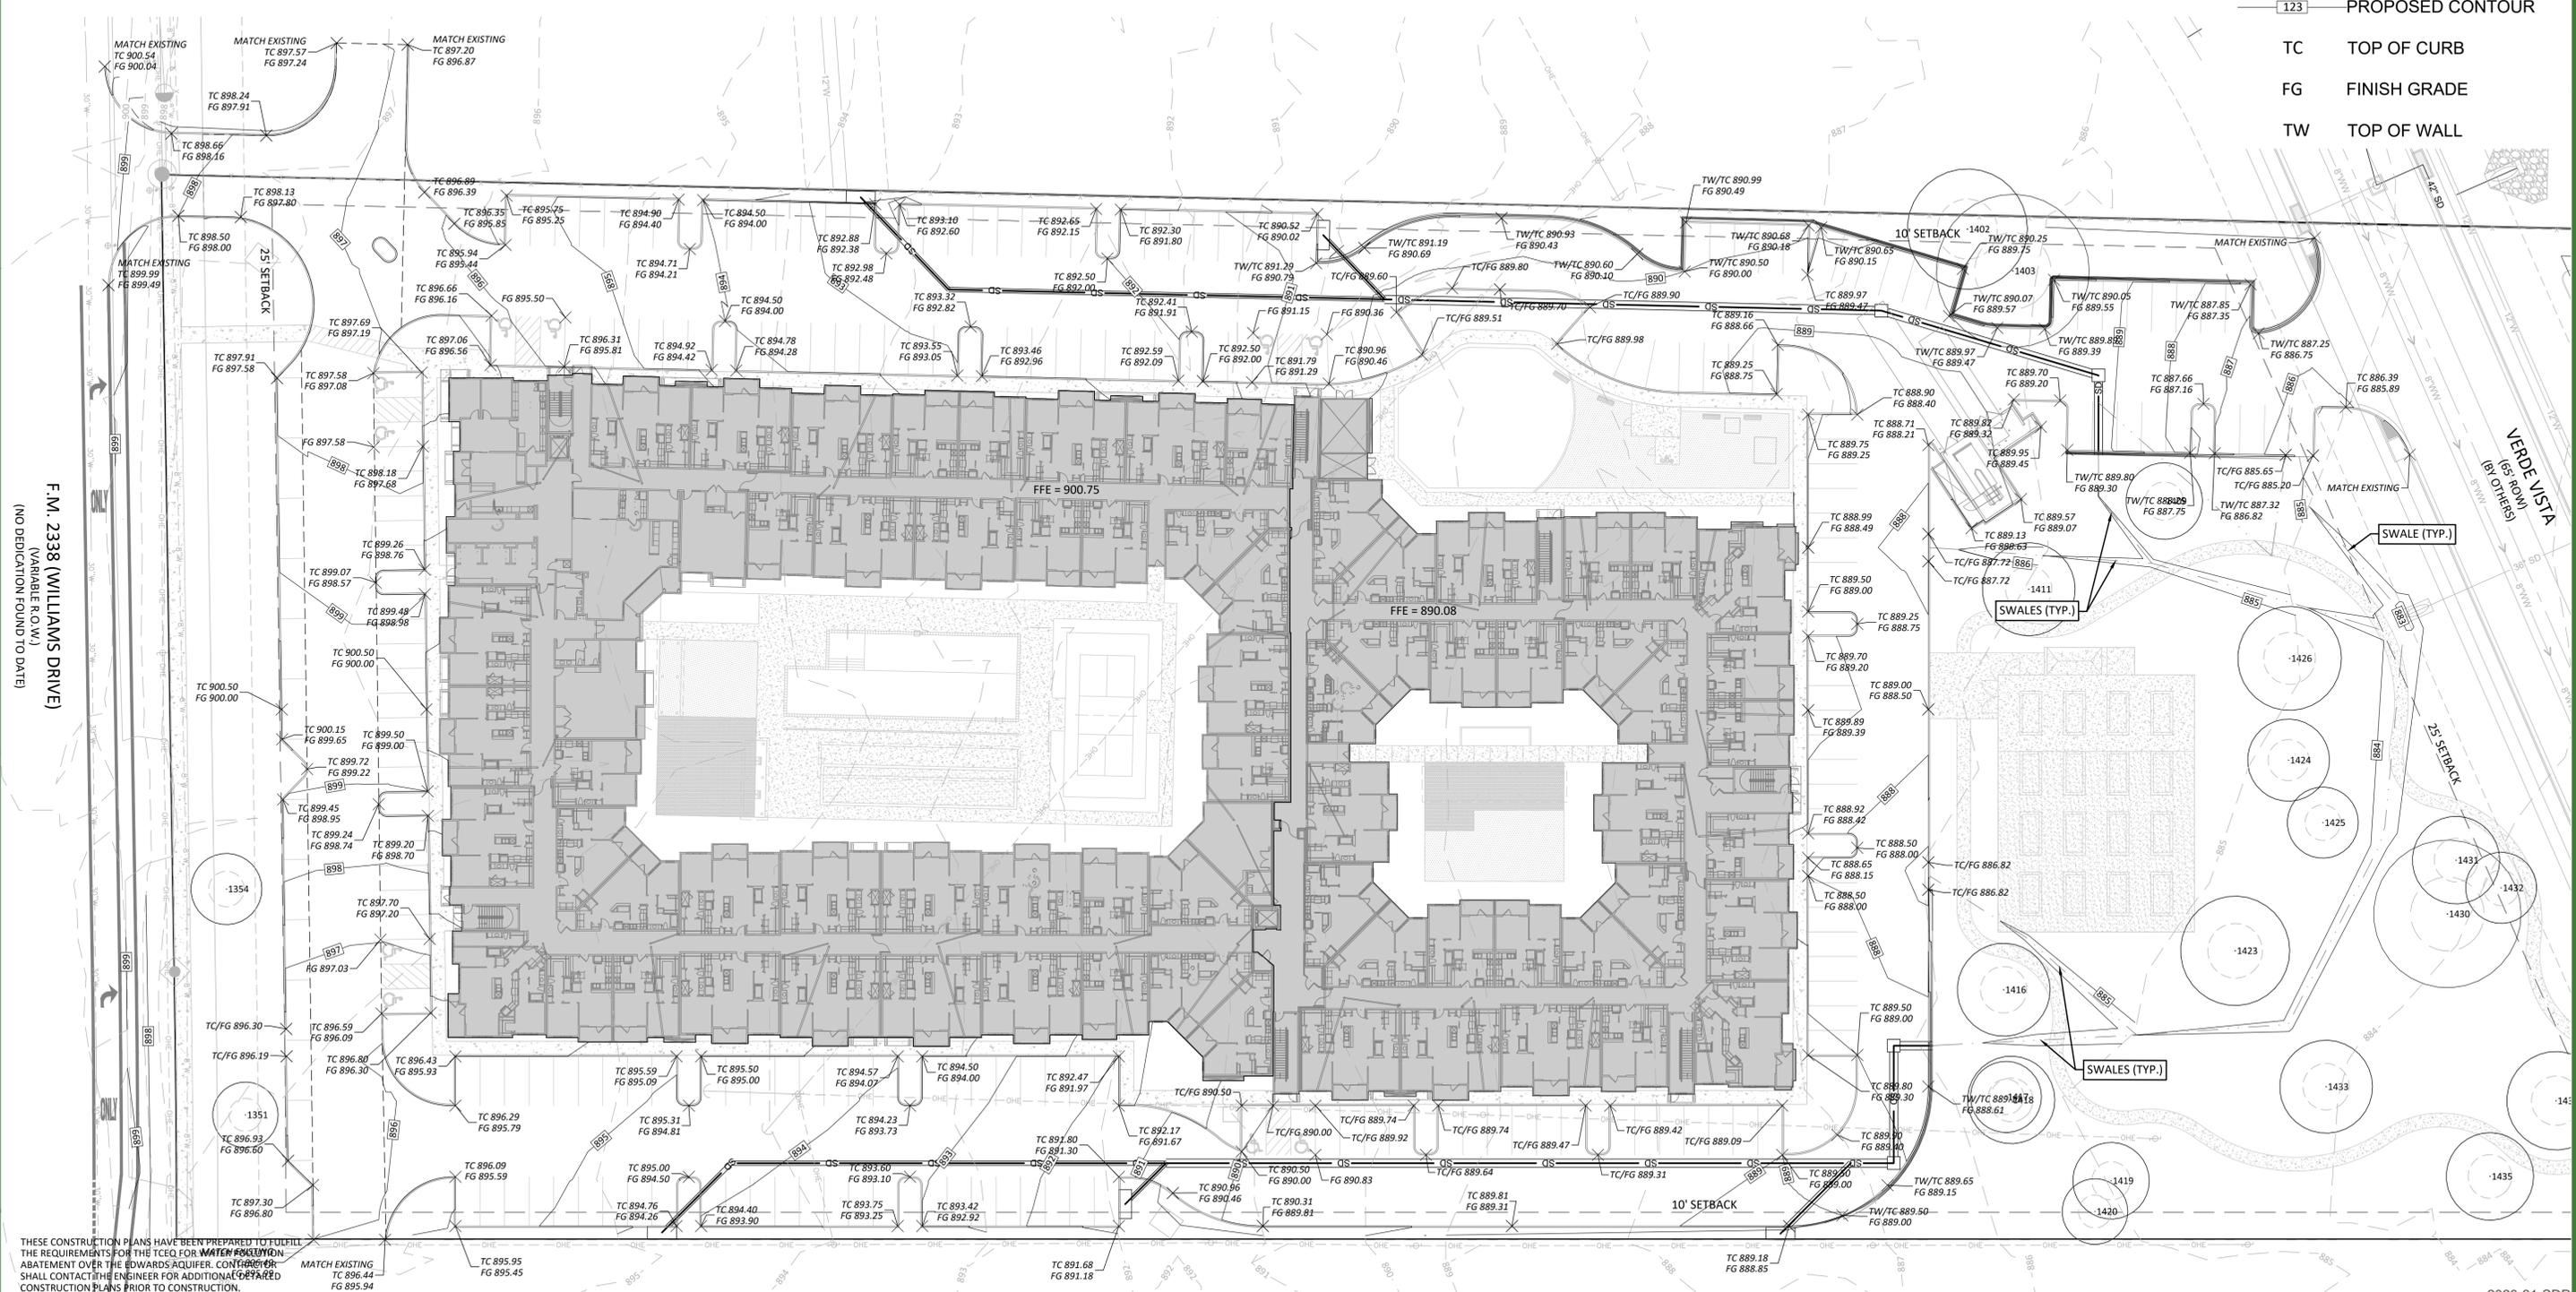 123 PROPOSED CONTOUR
TC TOP OF CURB
FG FINISH GRADE
TW TOP OF WALL
MATCH EXISTING
TC 900.54
FG 900.04
MATCH EXISTING
TC 897.57
FG 897.24
MATCH EXISTING
TC 897.20
FG 896.87
TC 898.24
FG 897.91
TC 898.66
FG 898.16
TC 898.13
FG 897.80
TC 898.50
FG 898.00
MATCH EXISTING
TC 899.99
FG 899.49
25' SETBACK
TC 896.89
FG 896.39
TC 896.35
FG 895.85
TC 895.75
FG 895.25
TC 895.94
FG 895.44
TC 894.90
FG 894.40
TC 894.50
FG 894.00
TC 894.71
FG 894.21
TC 892.88
FG 892.38
TC 893.10
FG 892.60
TC 892.98
FG 892.48
TC 892.65
FG 892.15
TC 892.30
FG 891.80
TC 892.50
FG 892.00
TC 890.52
FG 890.02
TW/TC 891.19
FG 890.69
TW/TC 891.29
FG 890.79
TC/FG 889.60
TW/TC 890.93
FG 890.43
TC/FG 889.80
TW/TC 890.60
FG 890.10
TW/TC 890.99
FG 890.49
TW/TC 890.50
FG 890.00
TW/TC 890.68
FG 890.18
TW/TC 890.65
FG 890.15
10' SETBACK
1402
TW/TC 890.25
FG 889.75
1403
MATCH EXISTING
TW/TC 890.07
FG 889.57
TW/TC 890.05
FG 889.55
TW/TC 887.85
FG 887.35
TW/TC 887.25
FG 886.75
TW/TC 889.97
FG 889.47
FG 889.39
TC 896.66
FG 896.16
FG 895.50
TC 894.50
FG 894.00
TC 893.32
FG 892.82
TC 892.41
FG 891.91
FG 891.15
FG 890.36
TC/FG 889.51
TC/FG 889.70
TC/FG 889.90
TC/FG 889.98
TC 889.97
FG 889.47
TC 889.16
FG 888.66
TC 889.25
FG 888.75
TC 897.69
FG 897.19
TC 897.06
FG 896.56
TC 896.31
FG 895.81
TC 894.92
FG 894.42
TC 894.78
FG 894.28
TC 893.55
FG 893.05
TC 893.46
FG 892.96
TC 892.59
FG 892.09
TC 892.50
FG 892.00
TC 891.79
FG 891.29
TC 890.96
FG 890.46
TC 897.91
FG 897.58
TC 897.58
FG 897.08
FG 897.58
TC 898.18
FG 897.68
TC 889.70
FG 889.20
TC 887.66
FG 887.16
TC 886.39
FG 885.89
TC 888.90
FG 888.40
TC 888.71
FG 888.21
TC 889.82
FG 889.32
TC 889.95
FG 889.45
TC 889.75
FG 889.25
TW/TC 889.80
FG 889.30
FG 887.75
TC/FG 885.65
TC/FG 885.20
TW/TC 887.32
FG 886.82
MATCH EXISTING
VERDE VISTA
(65' ROW)
(BY OTHERS)
42" SD
36" SD
SWALE (TYP.)
FFE = 900.75
FFE = 890.08
F.M. 2338 (WILLIAMS DRIVE)
(VARIABLE R.O.W.)
(NO DEDICATION FOUND TO DATE)
ONLY
ONLY
TC 899.26
FG 898.76
TC 899.07
FG 898.57
TC 899.48
FG 898.98
TC 900.50
FG 900.00
TC 900.50
FG 900.00
TC 900.15
FG 899.65
TC 899.50
FG 899.00
TC 899.72
FG 899.22
TC 899.45
FG 898.95
TC 899.24
FG 898.74
TC 899.20
FG 898.70
1354
TC 897.70
FG 897.20
FG 897.03
TC/FG 896.30
TC/FG 896.19
TC 896.59
FG 896.09
TC 896.80
FG 896.30
TC 896.43
FG 895.93
1351
TC 888.99
FG 888.49
TC 889.57
FG 889.07
TC 889.13
FG 888.63
TC/FG 887.72
TC/FG 887.72
1411
SWALES (TYP.)
TC 889.50
FG 889.00
TC 889.25
FG 888.75
TC 889.70
FG 889.20
TC 889.00
FG 888.50
TC 889.89
FG 889.39
TC 888.92
FG 888.42
TC 888.50
FG 888.00
TC 888.65
FG 888.15
TC 888.50
FG 888.00
TC/FG 886.82
TC/FG 886.82
25' SETBACK
1426
1424
1425
1431
1432
1430
1423
1416
1433
1435
1419
1420
SWALES (TYP.)
TC 889.50
FG 889.00
TC 889.80
FG 889.30
FG 888.61
TC 895.59
FG 895.09
TC 895.50
FG 895.00
TC 894.57
FG 894.07
TC 894.50
FG 894.00
TC 892.47
FG 891.97
TC/FG 890.50
TC 896.29
FG 895.79
TC 895.31
FG 894.81
TC 894.23
FG 893.73
TC 892.17
FG 891.67
TC 891.80
FG 891.30
TC/FG 890.00
TC/FG 889.74
TC/FG 889.92
TC/FG 889.74
TC/FG 889.47
TC/FG 889.42
TC/FG 889.09
TC 896.93
FG 896.60
TC 896.09
FG 895.59
TC 895.00
FG 894.50
TC 893.60
FG 893.10
TC 890.50
FG 890.00
FG 890.83
TC/FG 889.64
TC/FG 889.31
TC 897.30
FG 896.80
TC 894.76
FG 894.26
TC 894.40
FG 893.90
TC 893.75
FG 893.25
TC 893.42
FG 892.92
TC 890.96
FG 890.46
TC 890.31
FG 889.81
TC 889.81
FG 889.31
10' SETBACK
TW/TC 889.65
FG 889.15
TW/TC 889.50
FG 889.00
TC 895.95
FG 895.45
TC 891.68
FG 891.18
TC 889.18
FG 888.85
MATCH EXISTING
TC 896.44
FG 895.94
THESE CONSTRUCTION PLANS HAVE BEEN PREPARED TO FULFILL
THE REQUIREMENTS FOR THE TCEQ FOR WATER POLLUTION
ABATEMENT OVER THE EDWARDS AQUIFER. CONTRACTOR
SHALL CONTACT THE ENGINEER FOR ADDITIONAL DETAILED
CONSTRUCTION PLANS PRIOR TO CONSTRUCTION.